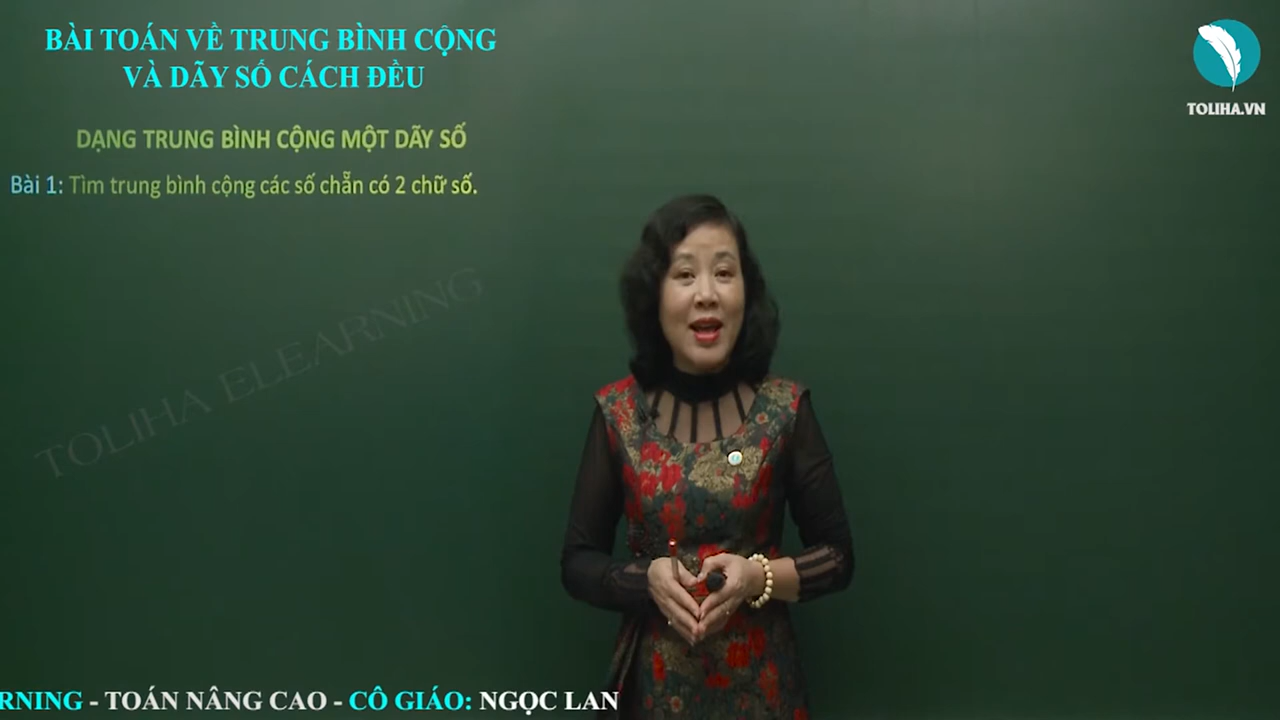 BÀI TOÁN VỀ TRUNG BÌNH CỘNG
VÀ DÃY SỐ CÁCH ĐỀU
TOLIHA.VN
DẠNG TRUNG BÌNH CỘNG MỘT DÃY SỐ
Bài 1: Tìm trung bình cộng các số chẵn có 2 chữ số.
TOLIHA ELEARNING
RNING - TOÁN NÂNG CAO - CÔ GIÁO: NGỌC LAN